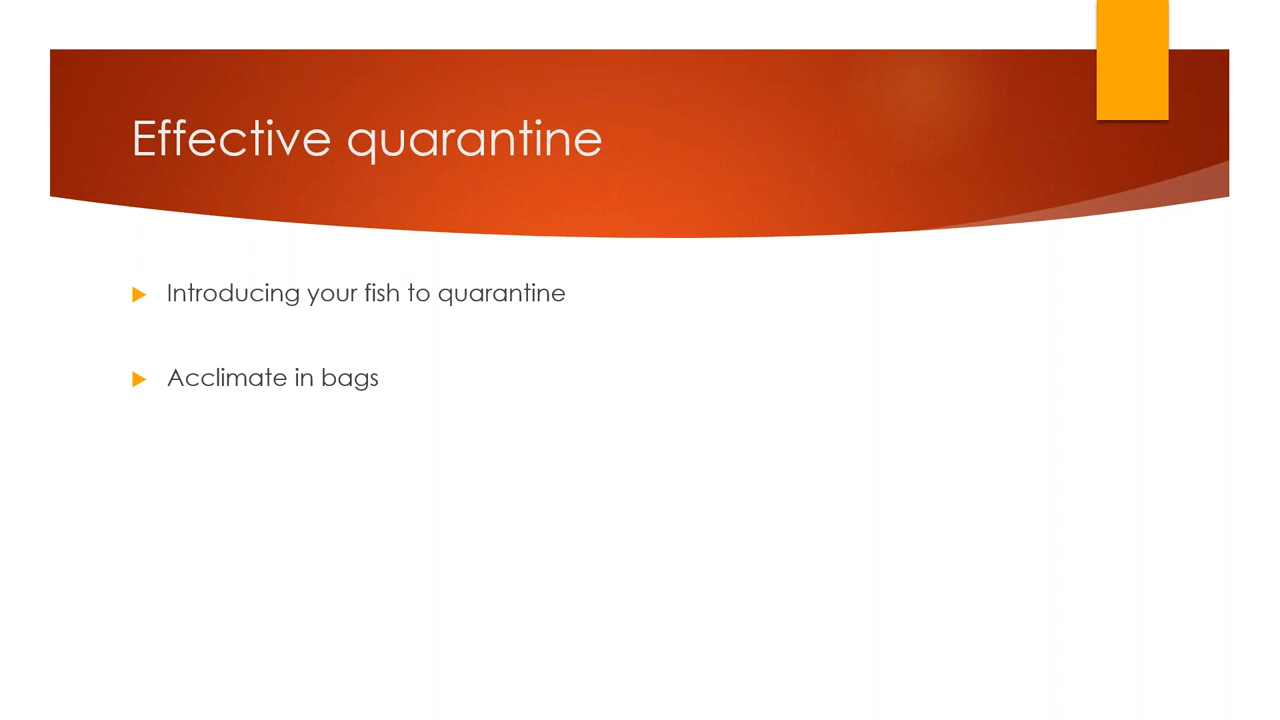 Effective quarantine
Introducing your fish to quarantine
Acclimate in bags